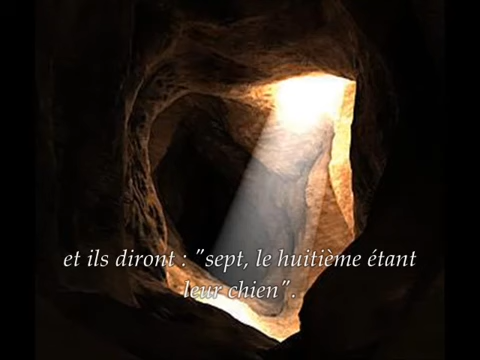 et ils diront : "sept, le huitième étant
leur chien".